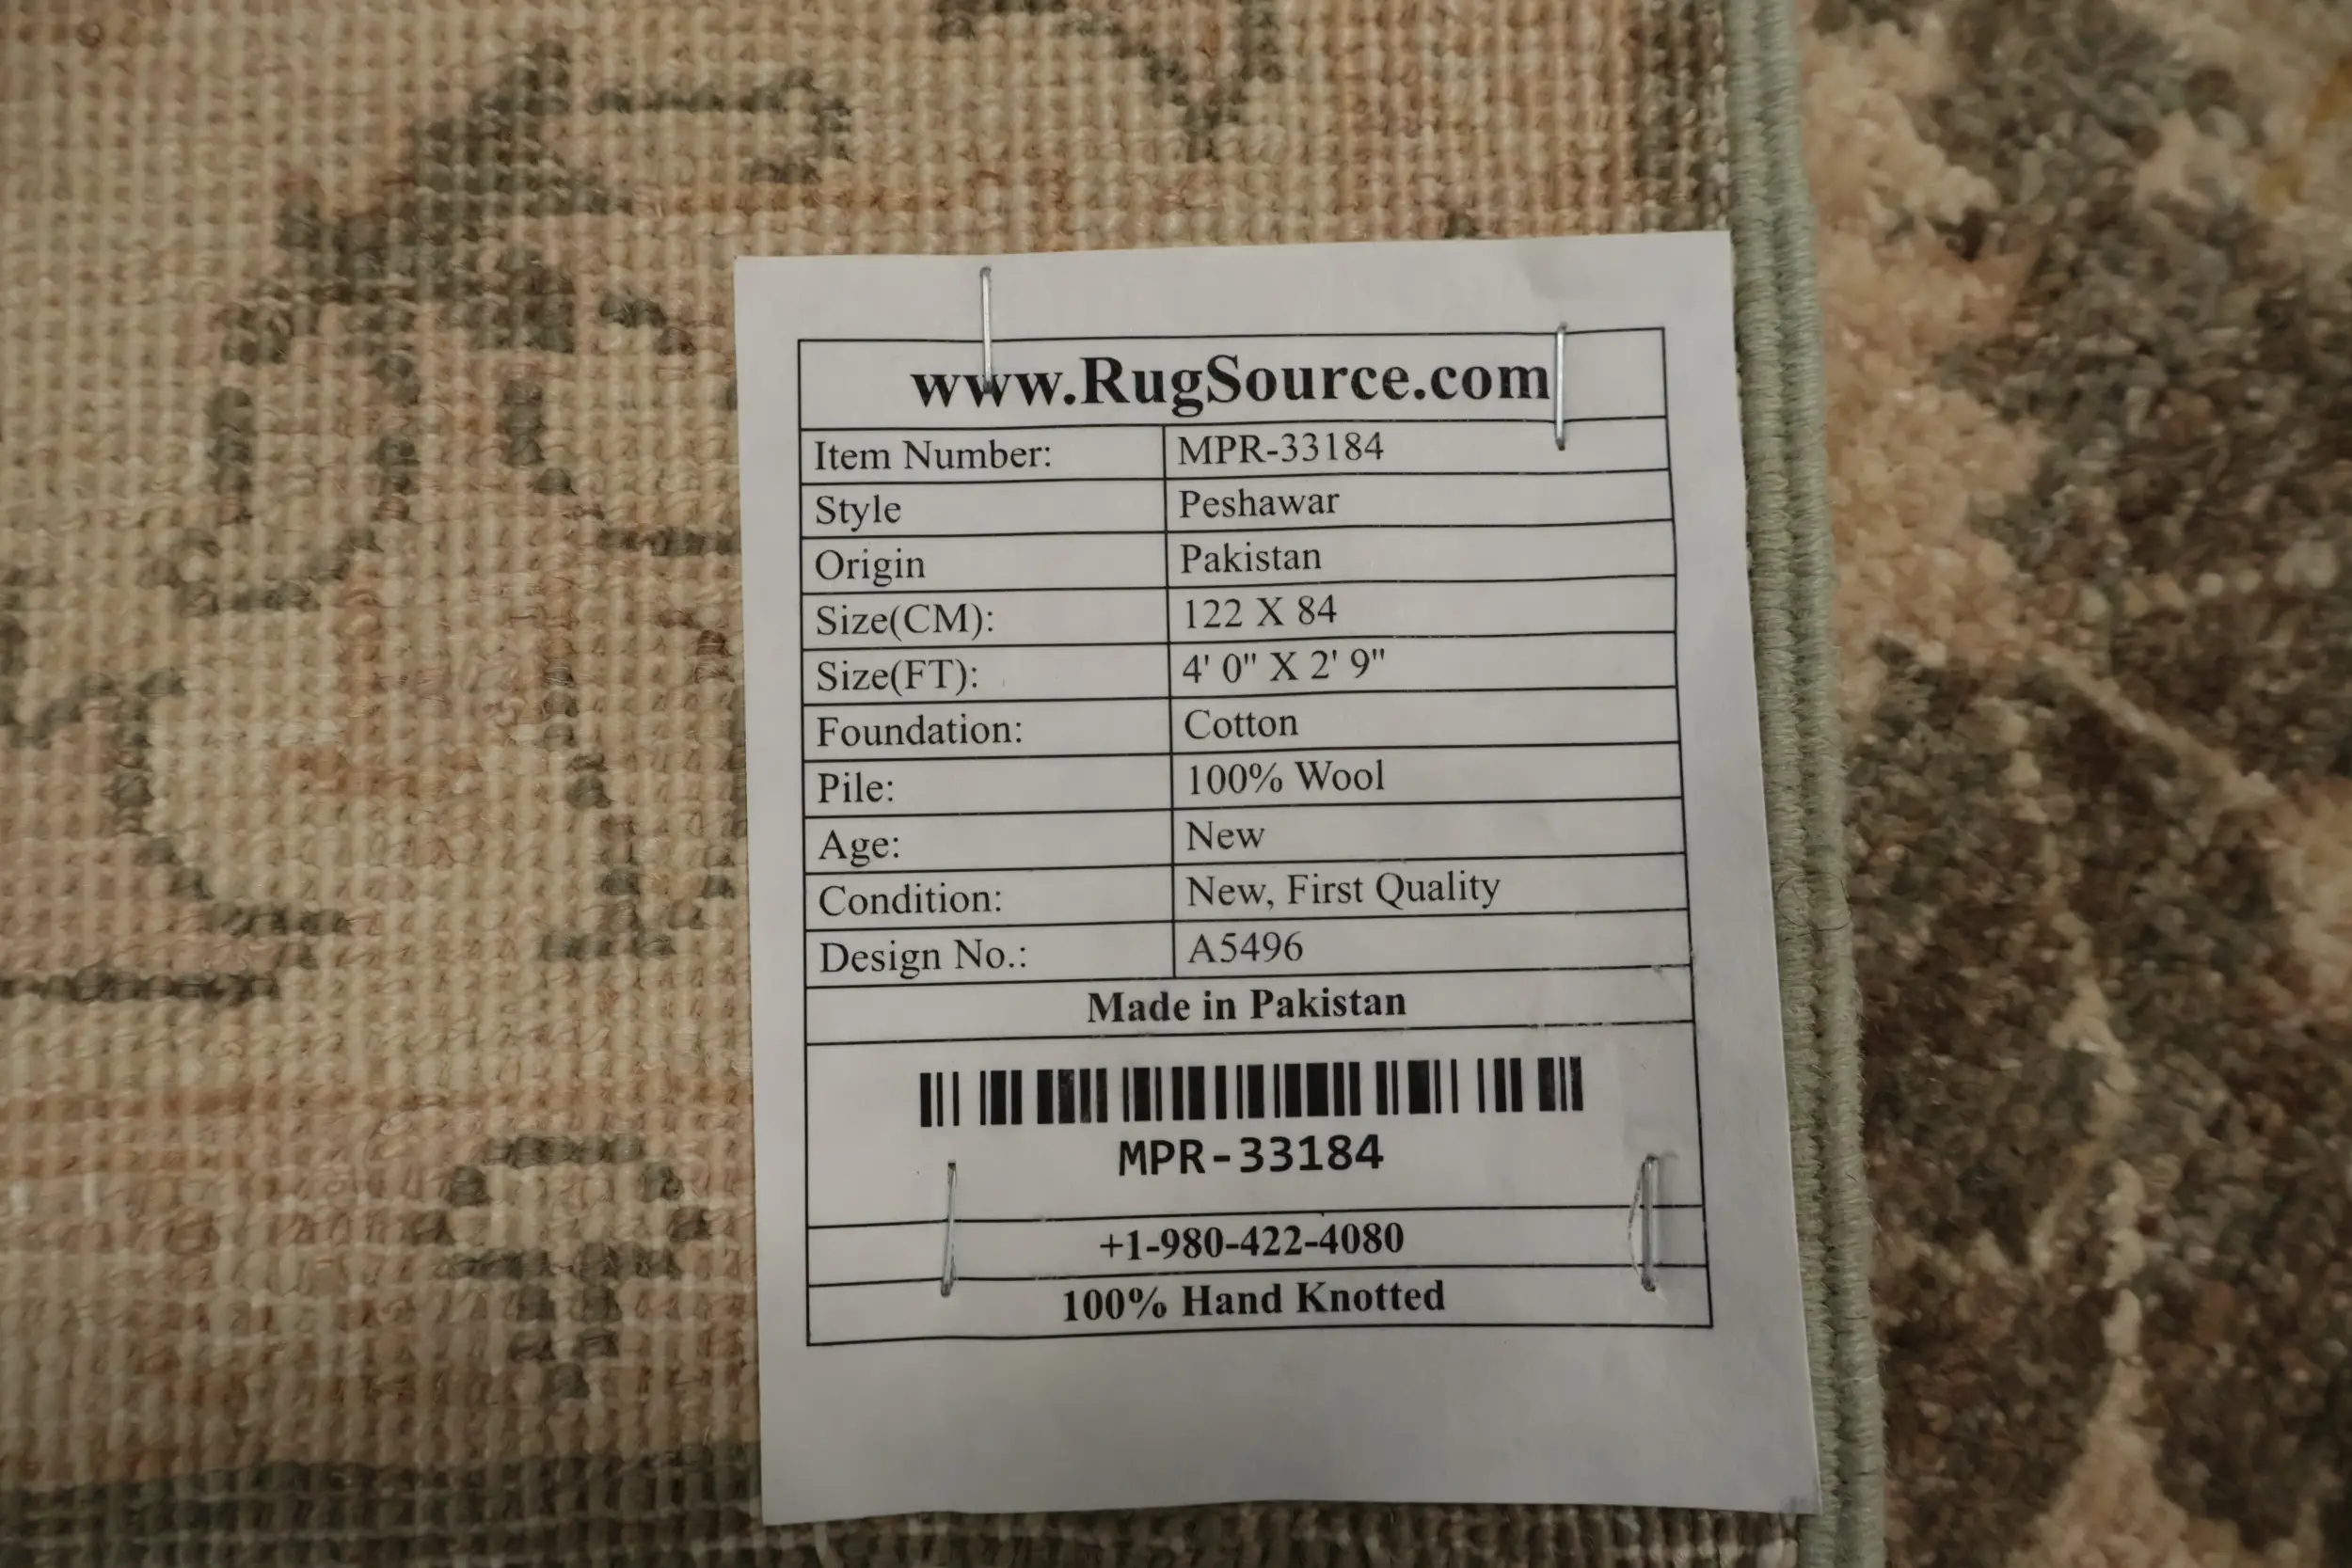 www.RugSource.com
Item Number: MPR-33184
Style Peshawar
Origin Pakistan
Size(CM): 122 X 84
Size(FT): 4' 0" X 2' 9"
Foundation: Cotton
Pile: 100% Wool
Age: New
Condition: New, First Quality
Design No.: A5496
Made in Pakistan
MPR-33184
+1-980-422-4080
100% Hand Knotted